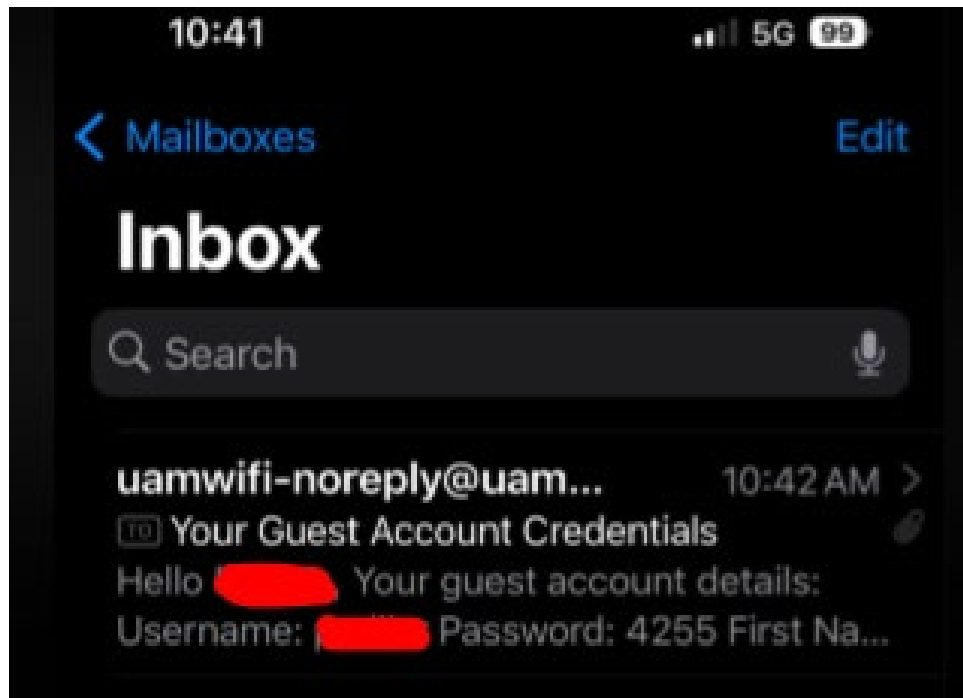 10:41 5G 99
Mailboxes Edit
Inbox
Search
uamwifi-noreply@uam... 10:42 AM
TO Your Guest Account Credentials
Hello Your guest account details:
Username: Password: 4255 First Na...